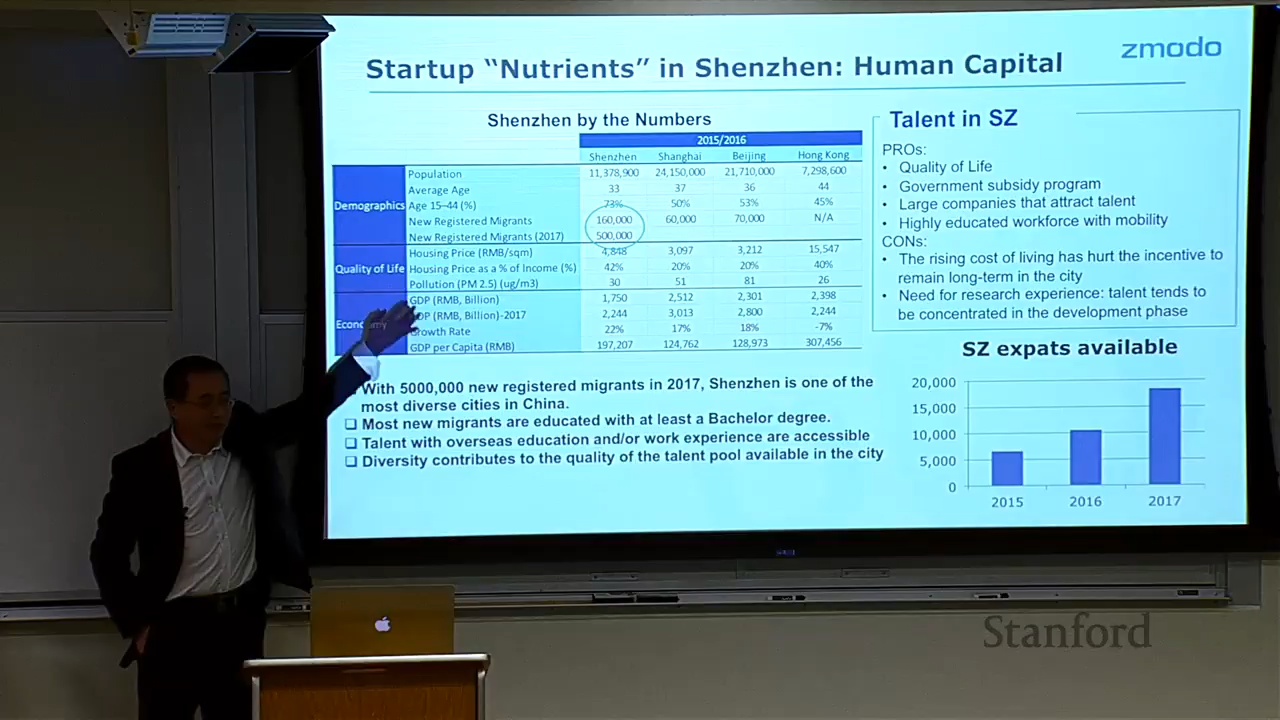 Startup “Nutrients” in Shenzhen: Human Capital
zmodo
Shenzhen by the Numbers
2015/2016
Shenzhen Shanghai Beijing Hong Kong
Demographics
Population 11,378,900 24,150,000 21,710,000 7,298,600
Average Age 33 37 36 44
Age 15–44 (%) 73% 50% 53% 45%
New Registered Migrants 160,000 60,000 70,000 N/A
New Registered Migrants (2017) 500,000
Quality of Life
Housing Price (RMB/sqm) 4,848 3,097 3,212 15,547
Housing Price as a % of Income (%) 42% 20% 20% 40%
Pollution (PM 2.5) (ug/m3) 30 51 81 26
GDP (RMB, Billion) 1,750 2,512 2,301 2,398
(RMB, Billion)-2017 2,244 3,013 2,800 2,244
Growth Rate 22% 17% 18% -7%
GDP per Capita (RMB) 197,207 124,762 128,973 307,456
With 5000,000 new registered migrants in 2017, Shenzhen is one of the
most diverse cities in China.
❑ Most new migrants are educated with at least a Bachelor degree.
❑ Talent with overseas education and/or work experience are accessible
❑ Diversity contributes to the quality of the talent pool available in the city
Talent in SZ
PROs:
• Quality of Life
• Government subsidy program
• Large companies that attract talent
• Highly educated workforce with mobility
CONs:
• The rising cost of living has hurt the incentive to
remain long-term in the city
• Need for research experience: talent tends to
be concentrated in the development phase
SZ expats available
20,000
15,000
10,000
5,000
0
2015 2016 2017
Stanford